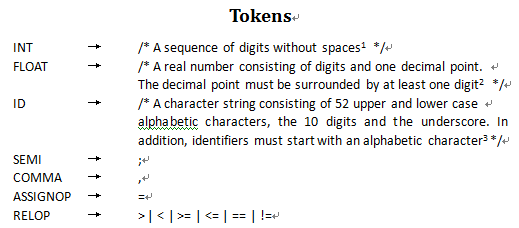 Tokens
INT → /* A sequence of digits without spaces¹ */
FLOAT → /* A real number consisting of digits and one decimal point.
The decimal point must be surrounded by at least one digit² */
ID → /* A character string consisting of 52 upper and lower case
alphabetic characters, the 10 digits and the underscore. In
addition, identifiers must start with an alphabetic character³ */
SEMI → ;
COMMA → ,
ASSIGNOP → =
RELOP → > | < | >= | <= | == | !=